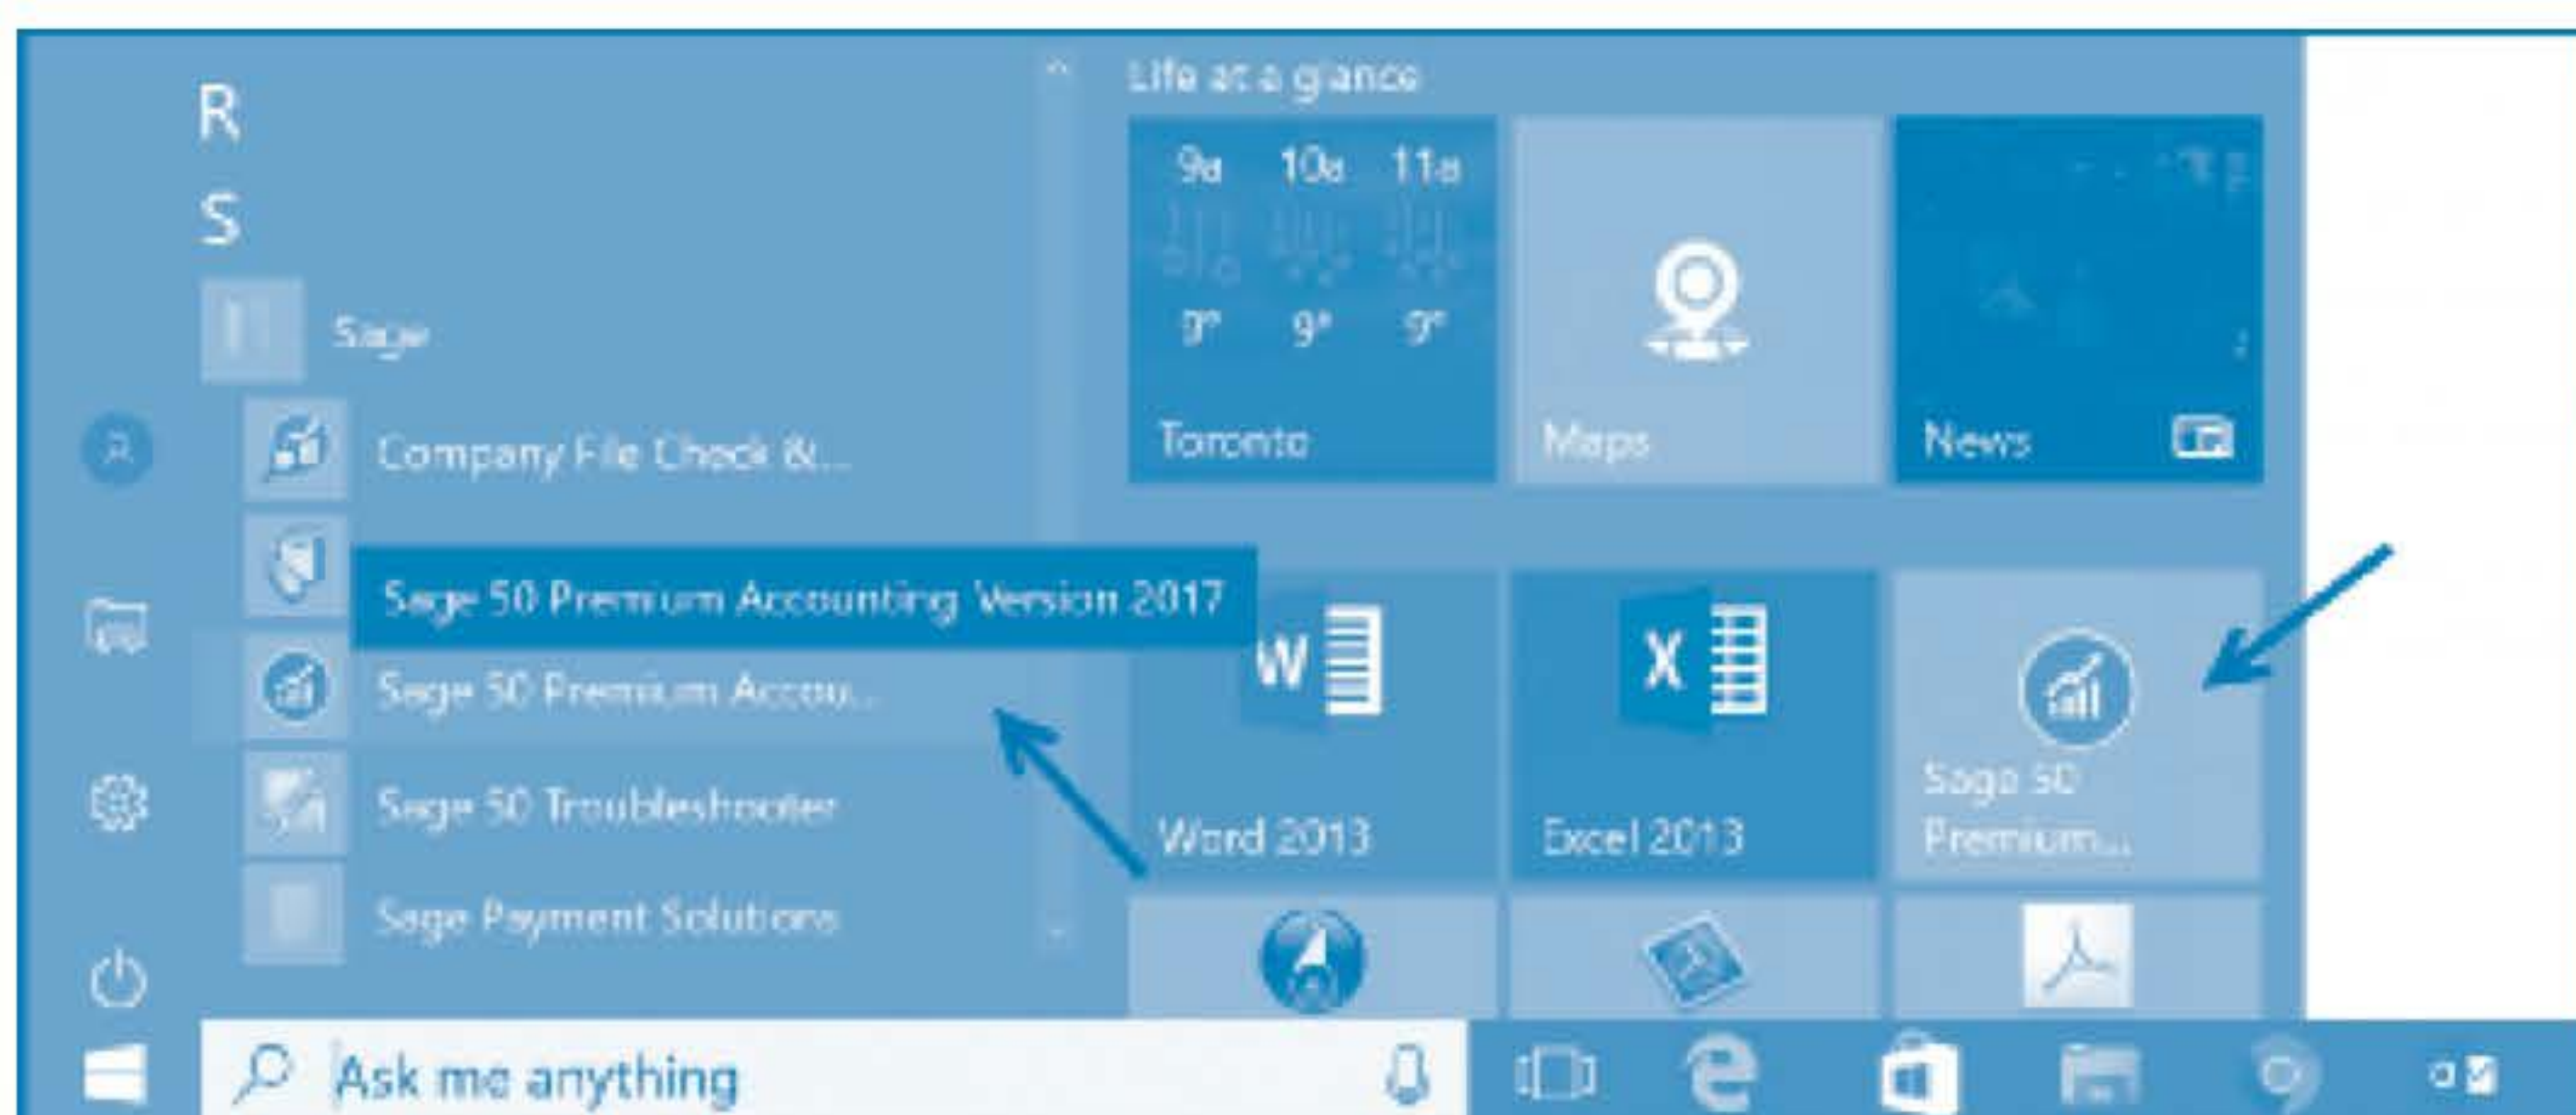 R
S
Sage
Company File Check &...
Sage 50 Premium Accounting Version 2017
Sage 50 Premium Accou...
Sage 50 Troubleshooter
Sage Payment Solutions
Life at a glance
9a 10a 11a
9° 9° 9°
Toronto
Maps
News
W
X
Word 2013
Excel 2013
Sage 50
Premium...
Ask me anything